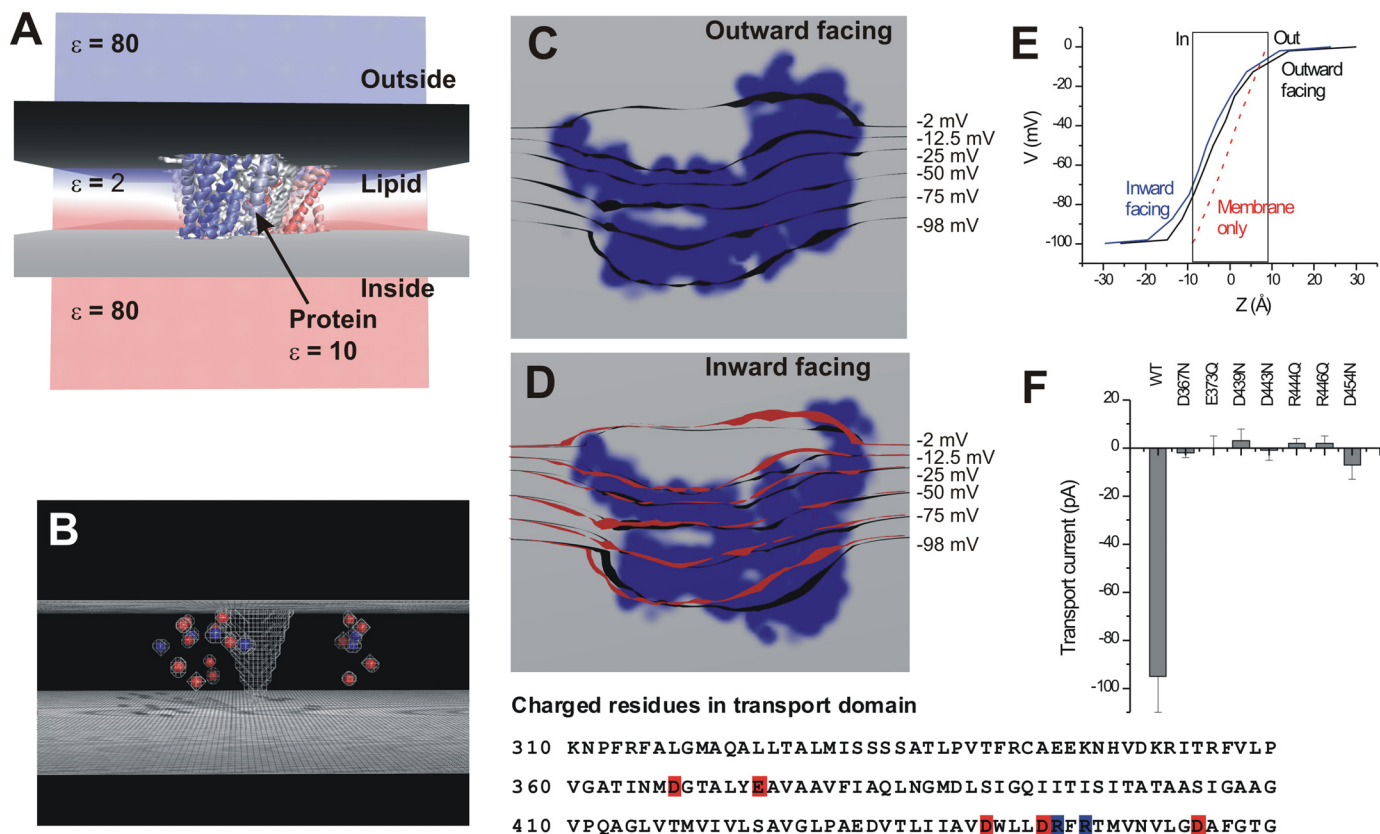 A
ε = 80
Outside
ε = 2
Lipid
Inside
ε = 80
Protein
ε = 10
B
C
Outward facing
-2 mV
-12.5 mV
-25 mV
-50 mV
-75 mV
-98 mV
D
Inward facing
-2 mV
-12.5 mV
-25 mV
-50 mV
-75 mV
-98 mV
E
In
Out
0
-20
-40
-60
-80
-100
V (mV)
Outward
facing
Inward
facing
Membrane
only
-30
-20
-10
0
10
20
30
Z (Å)
F
WT
D367N
E373Q
D439N
D443N
R444Q
R446Q
D454N
20
0
-20
-40
-60
-80
-100
Transport current (pA)
Charged residues in transport domain
310 KNPFRFALGMAQALLTALMISSSSATLPVTFRCAEEKNHVDKRITRFVLP
360 VGATINMDGTALYEAVAAVFIAQLNGMDLSIGQIITISITATAASIGAAG
410 VPQAGLVTMVIVLSAVGLPAEDVTLIIAVDWLLDRFRTMVNVLGDAFGTG